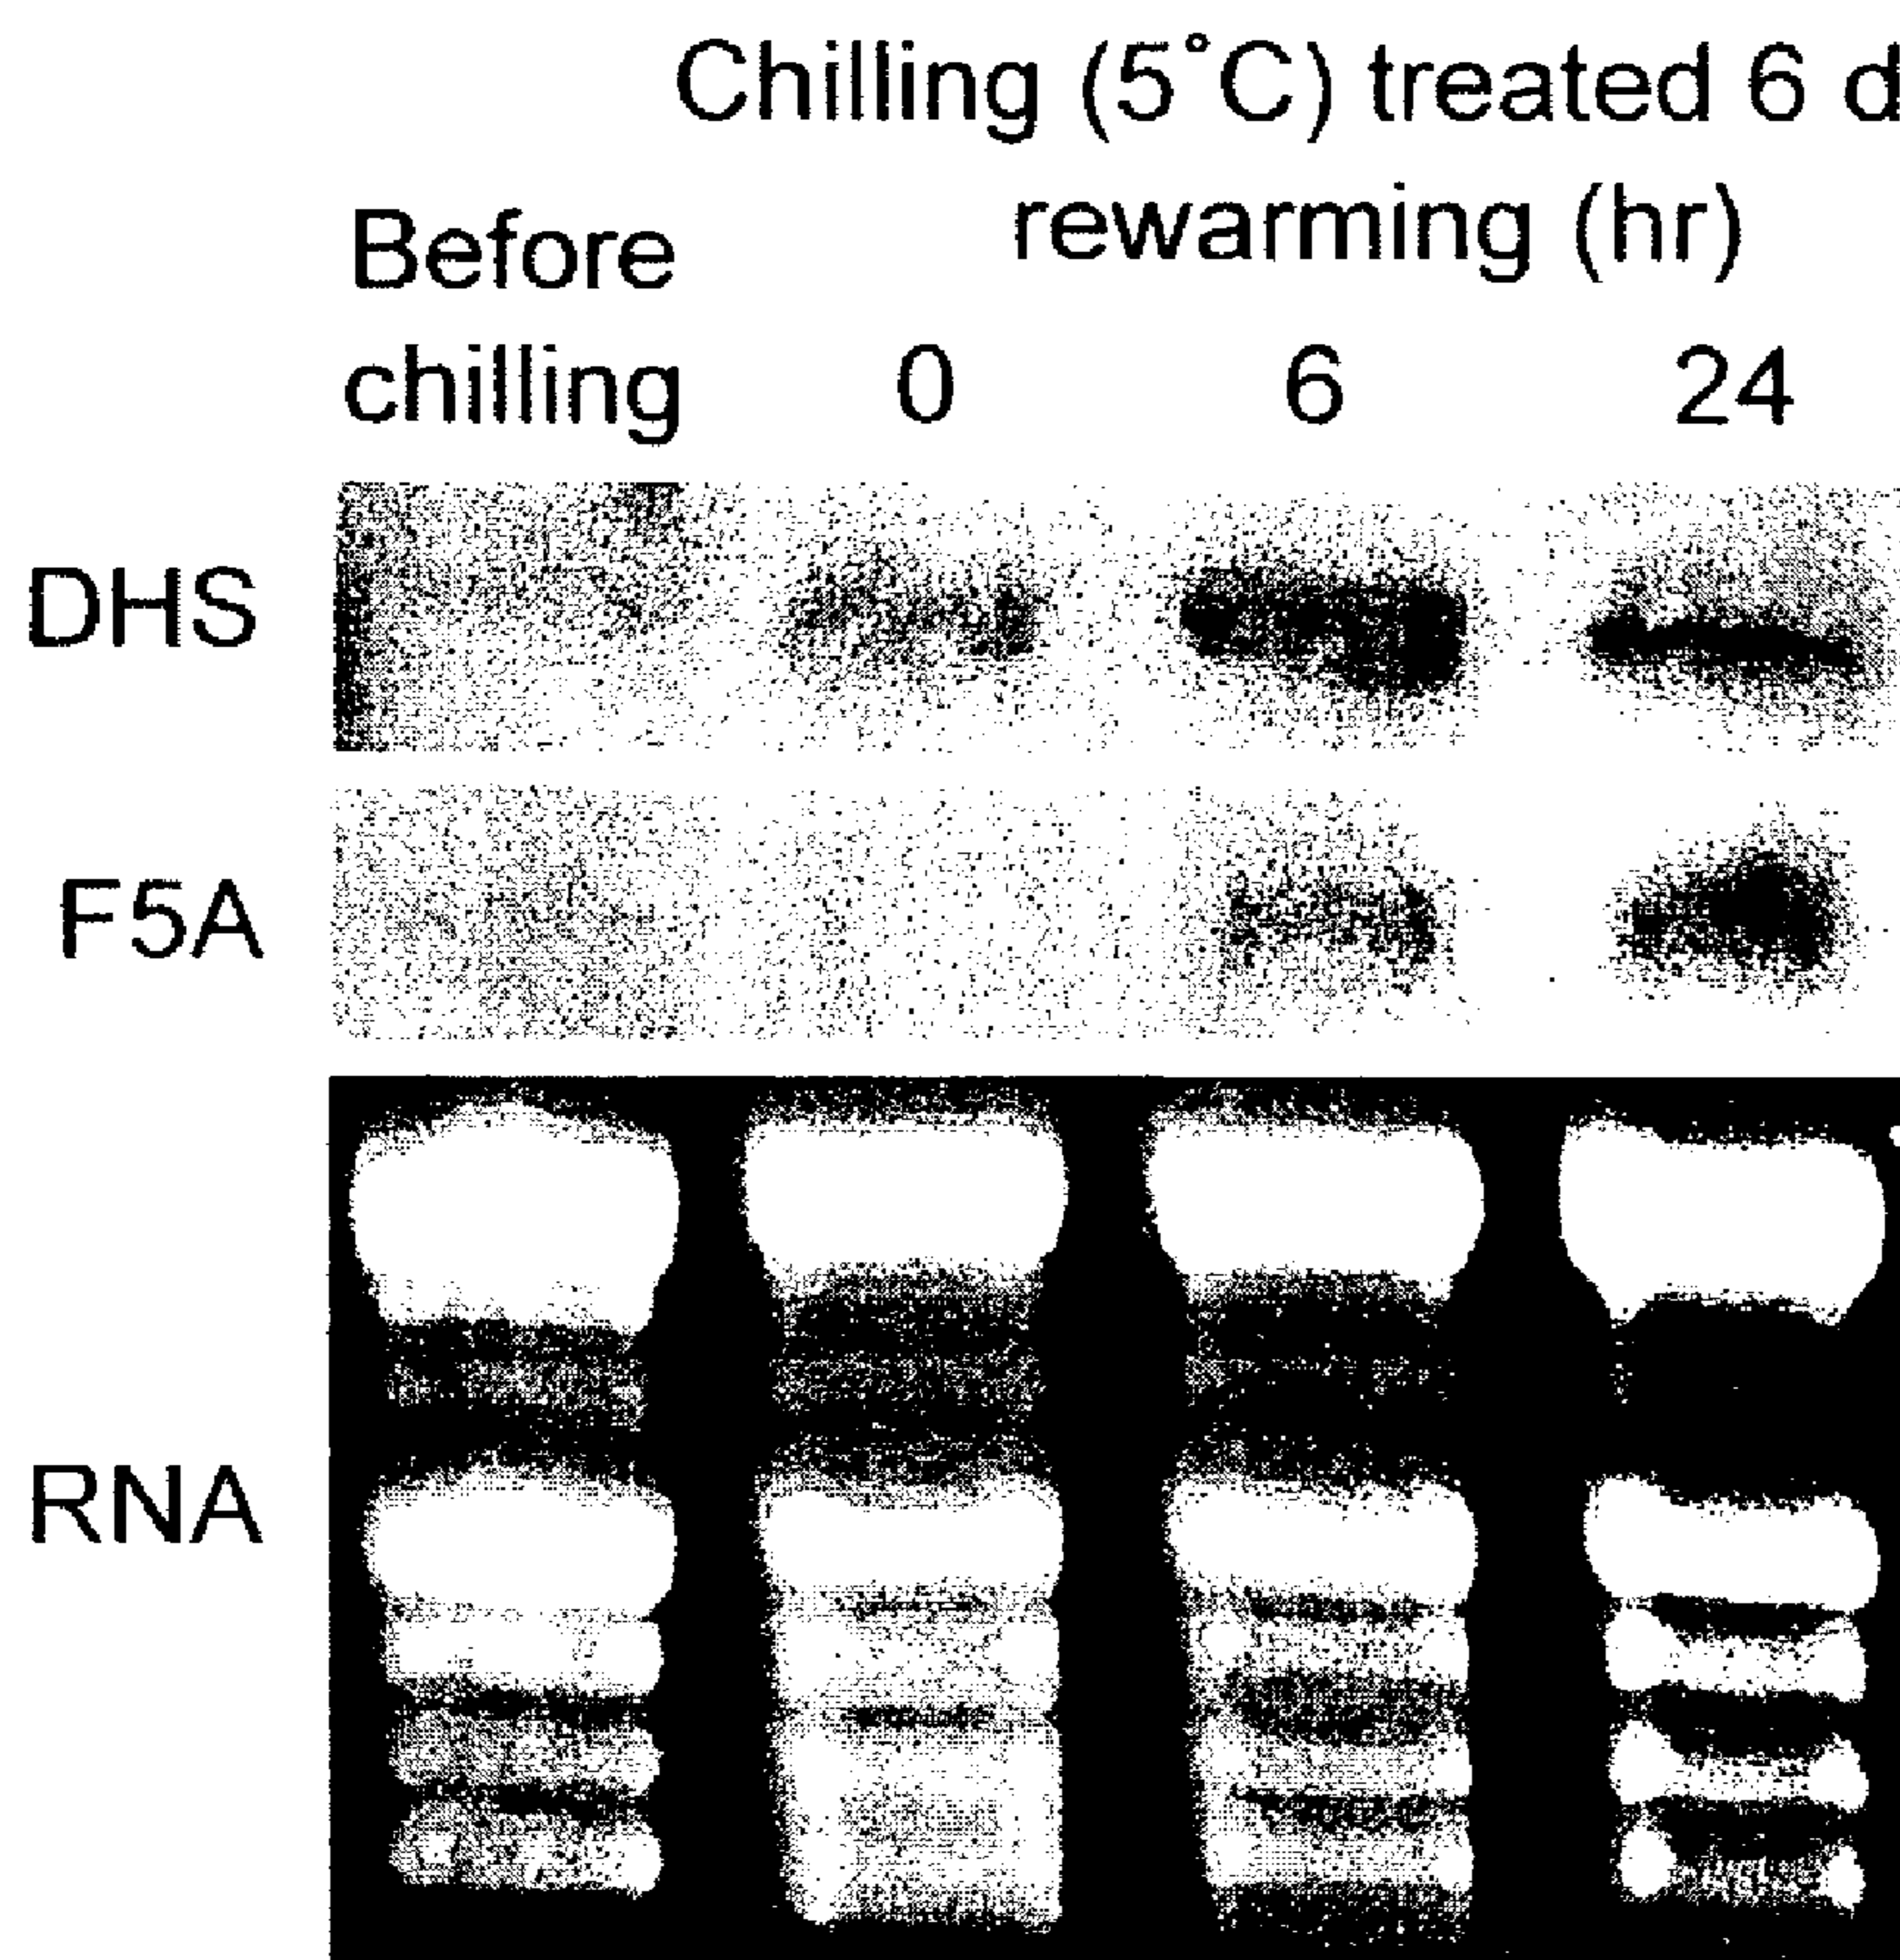 Chilling (5°C) treated 6 d
rewarming (hr)
Before
chilling
0 6 24
DHS
F5A
RNA